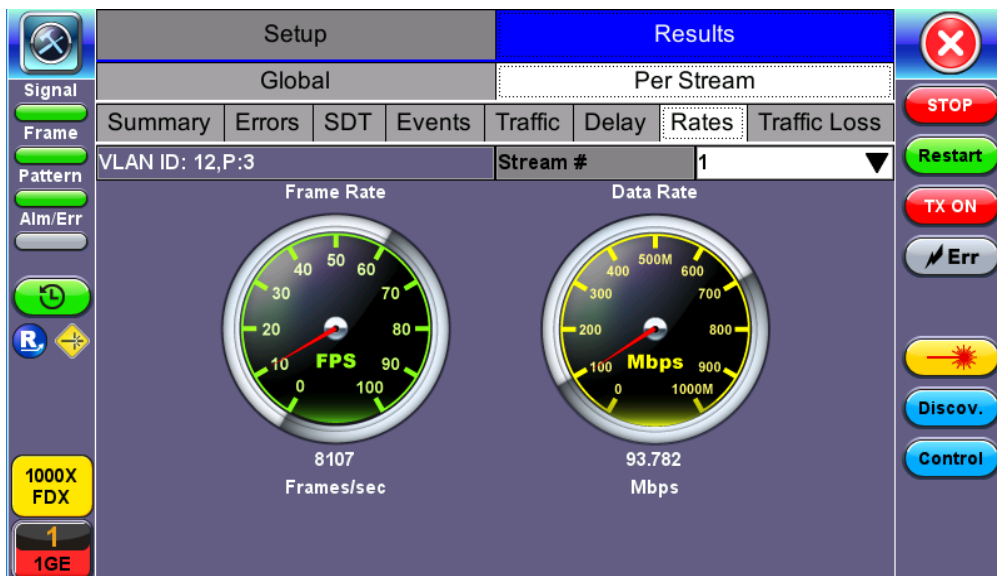 Setup Results
Global Per Stream
Summary Errors SDT Events Traffic Delay Rates Traffic Loss
VLAN ID: 12,P:3 Stream # 1
Signal
Frame
Pattern
Alm/Err
R
1000X
FDX
1
1GE
Frame Rate
0 10 20 30 40 50 60 70 80 90 100
FPS
8107
Frames/sec
Data Rate
0 100 200 300 400 500M 600 700 800 900 1000M
Mbps
93.782
Mbps
STOP
Restart
TX ON
Err
Discov.
Control